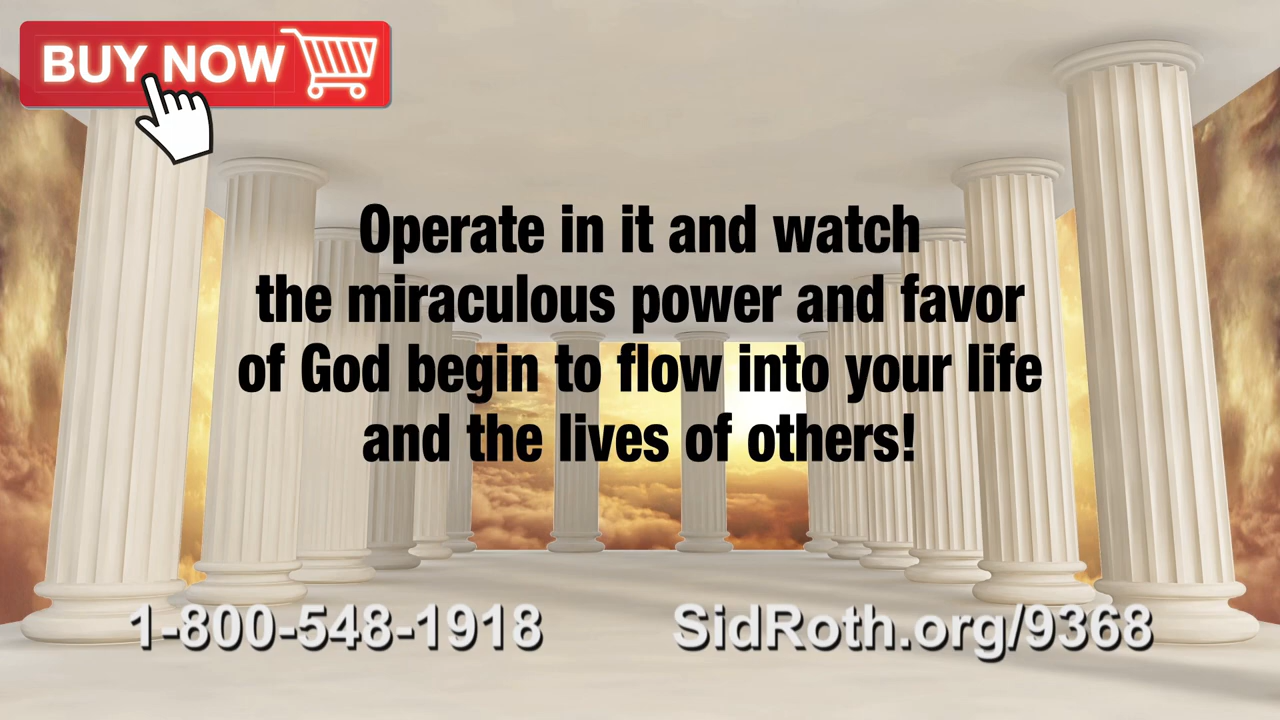 BUY NOW
Operate in it and watch
the miraculous power and favor
of God begin to flow into your life
and the lives of others!
1-800-548-1918 SidRoth.org/9368